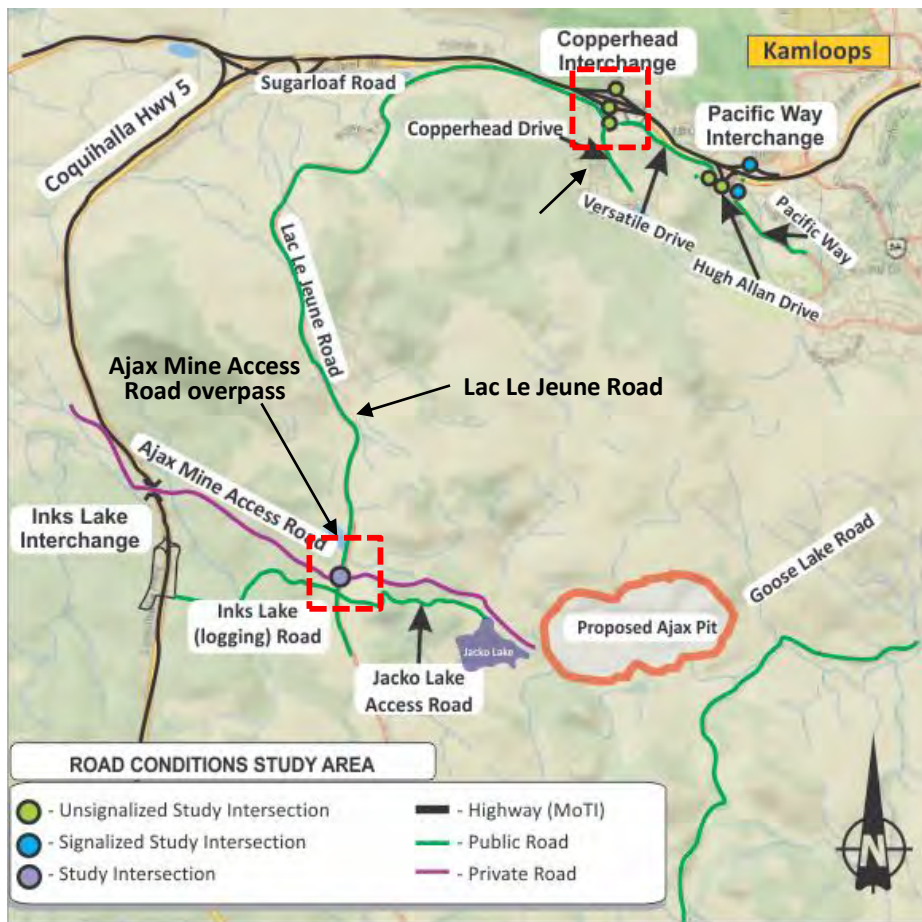 Copperhead
Interchange
Kamloops
Sugarloaf Road
Pacific Way
Interchange
Coquihalla Hwy 5
Copperhead Drive
Versatile Drive
Pacific Way
Hugh Allan Drive
Lac Le Jeune Road
Ajax Mine Access
Road overpass
Lac Le Jeune Road
Ajax Mine Access Road
Inks Lake
Interchange
Goose Lake Road
Inks Lake
(logging) Road
Proposed Ajax Pit
Jacko Lake
Jacko Lake
Access Road
ROAD CONDITIONS STUDY AREA
- Unsignalized Study Intersection
- Signalized Study Intersection
- Study Intersection
- Highway (MoTI)
- Public Road
- Private Road
N